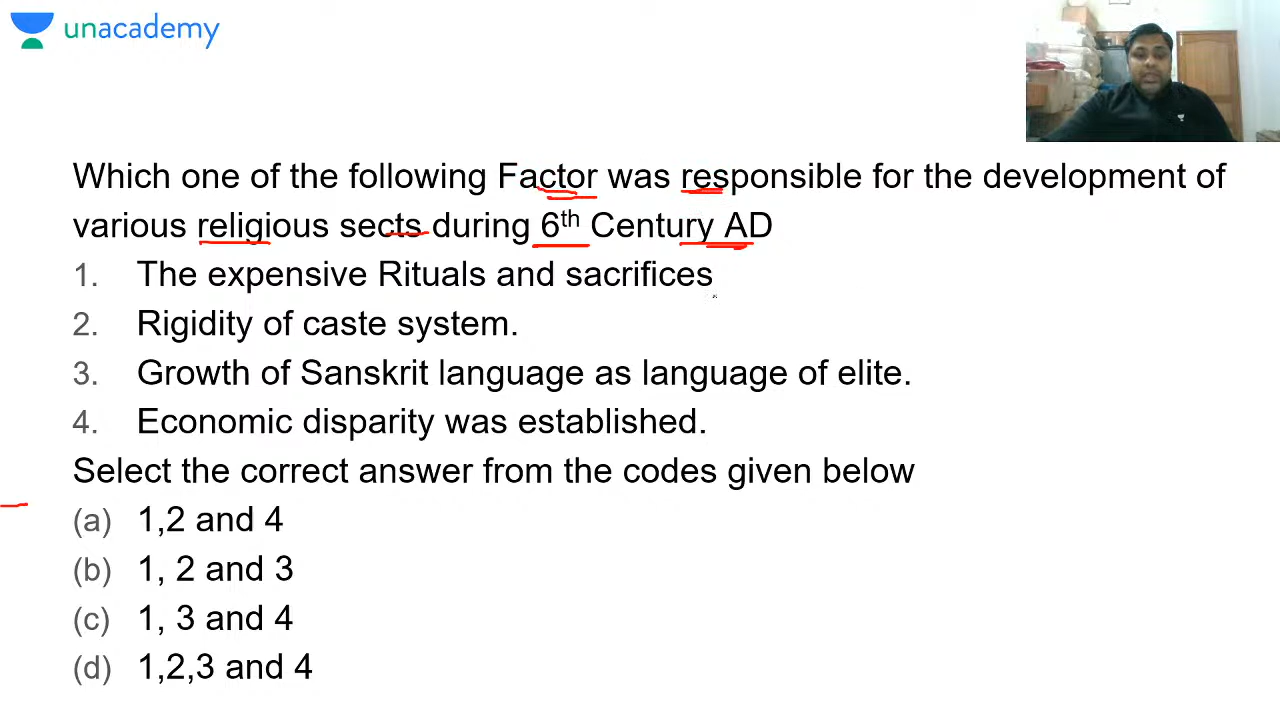 unacademy
Which one of the following Factor was responsible for the development of
various religious sects during 6th Century AD
1. The expensive Rituals and sacrifices
2. Rigidity of caste system.
3. Growth of Sanskrit language as language of elite.
4. Economic disparity was established.
Select the correct answer from the codes given below
(a) 1,2 and 4
(b) 1, 2 and 3
(c) 1, 3 and 4
(d) 1,2,3 and 4